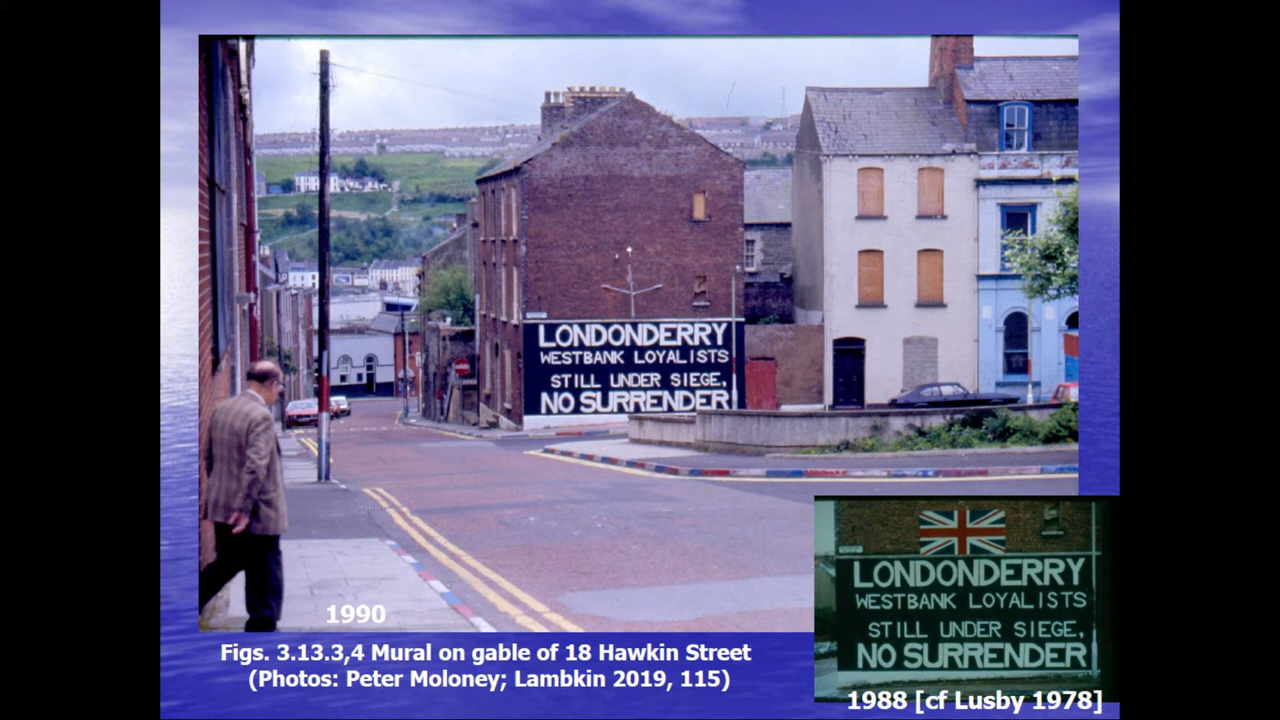 LONDONDERRY
WESTBANK LOYALISTS
STILL UNDER SIEGE,
NO SURRENDER
1990
Figs. 3.13.3,4 Mural on gable of 18 Hawkin Street
(Photos: Peter Moloney; Lambkin 2019, 115)
LONDONDERRY
WESTBANK LOYALISTS
STILL UNDER SIEGE,
NO SURRENDER
1988 [cf Lusby 1978]